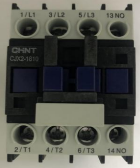 1/L1 3/L2 5/L3 13NO
CHNT
CJX2-1810
2/T1 4/T2 6/T3 14NO